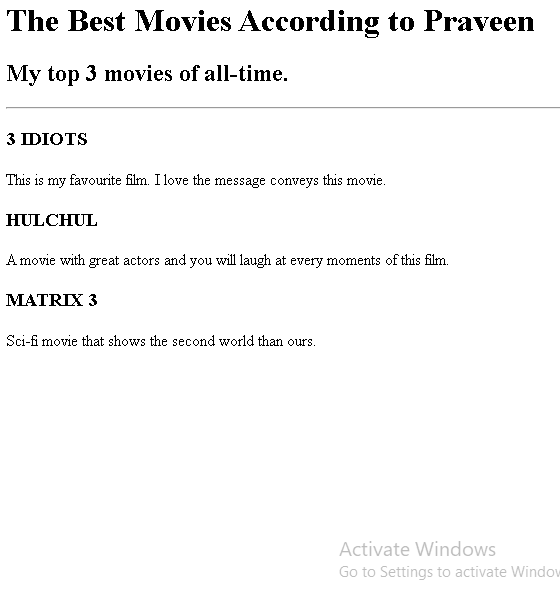 The Best Movies According to Praveen
My top 3 movies of all-time.
3 IDIOTS
This is my favourite film. I love the message conveys this movie.
HULCHUL
A movie with great actors and you will laugh at every moments of this film.
MATRIX 3
Sci-fi movie that shows the second world than ours.
Activate Windows
Go to Settings to activate Window